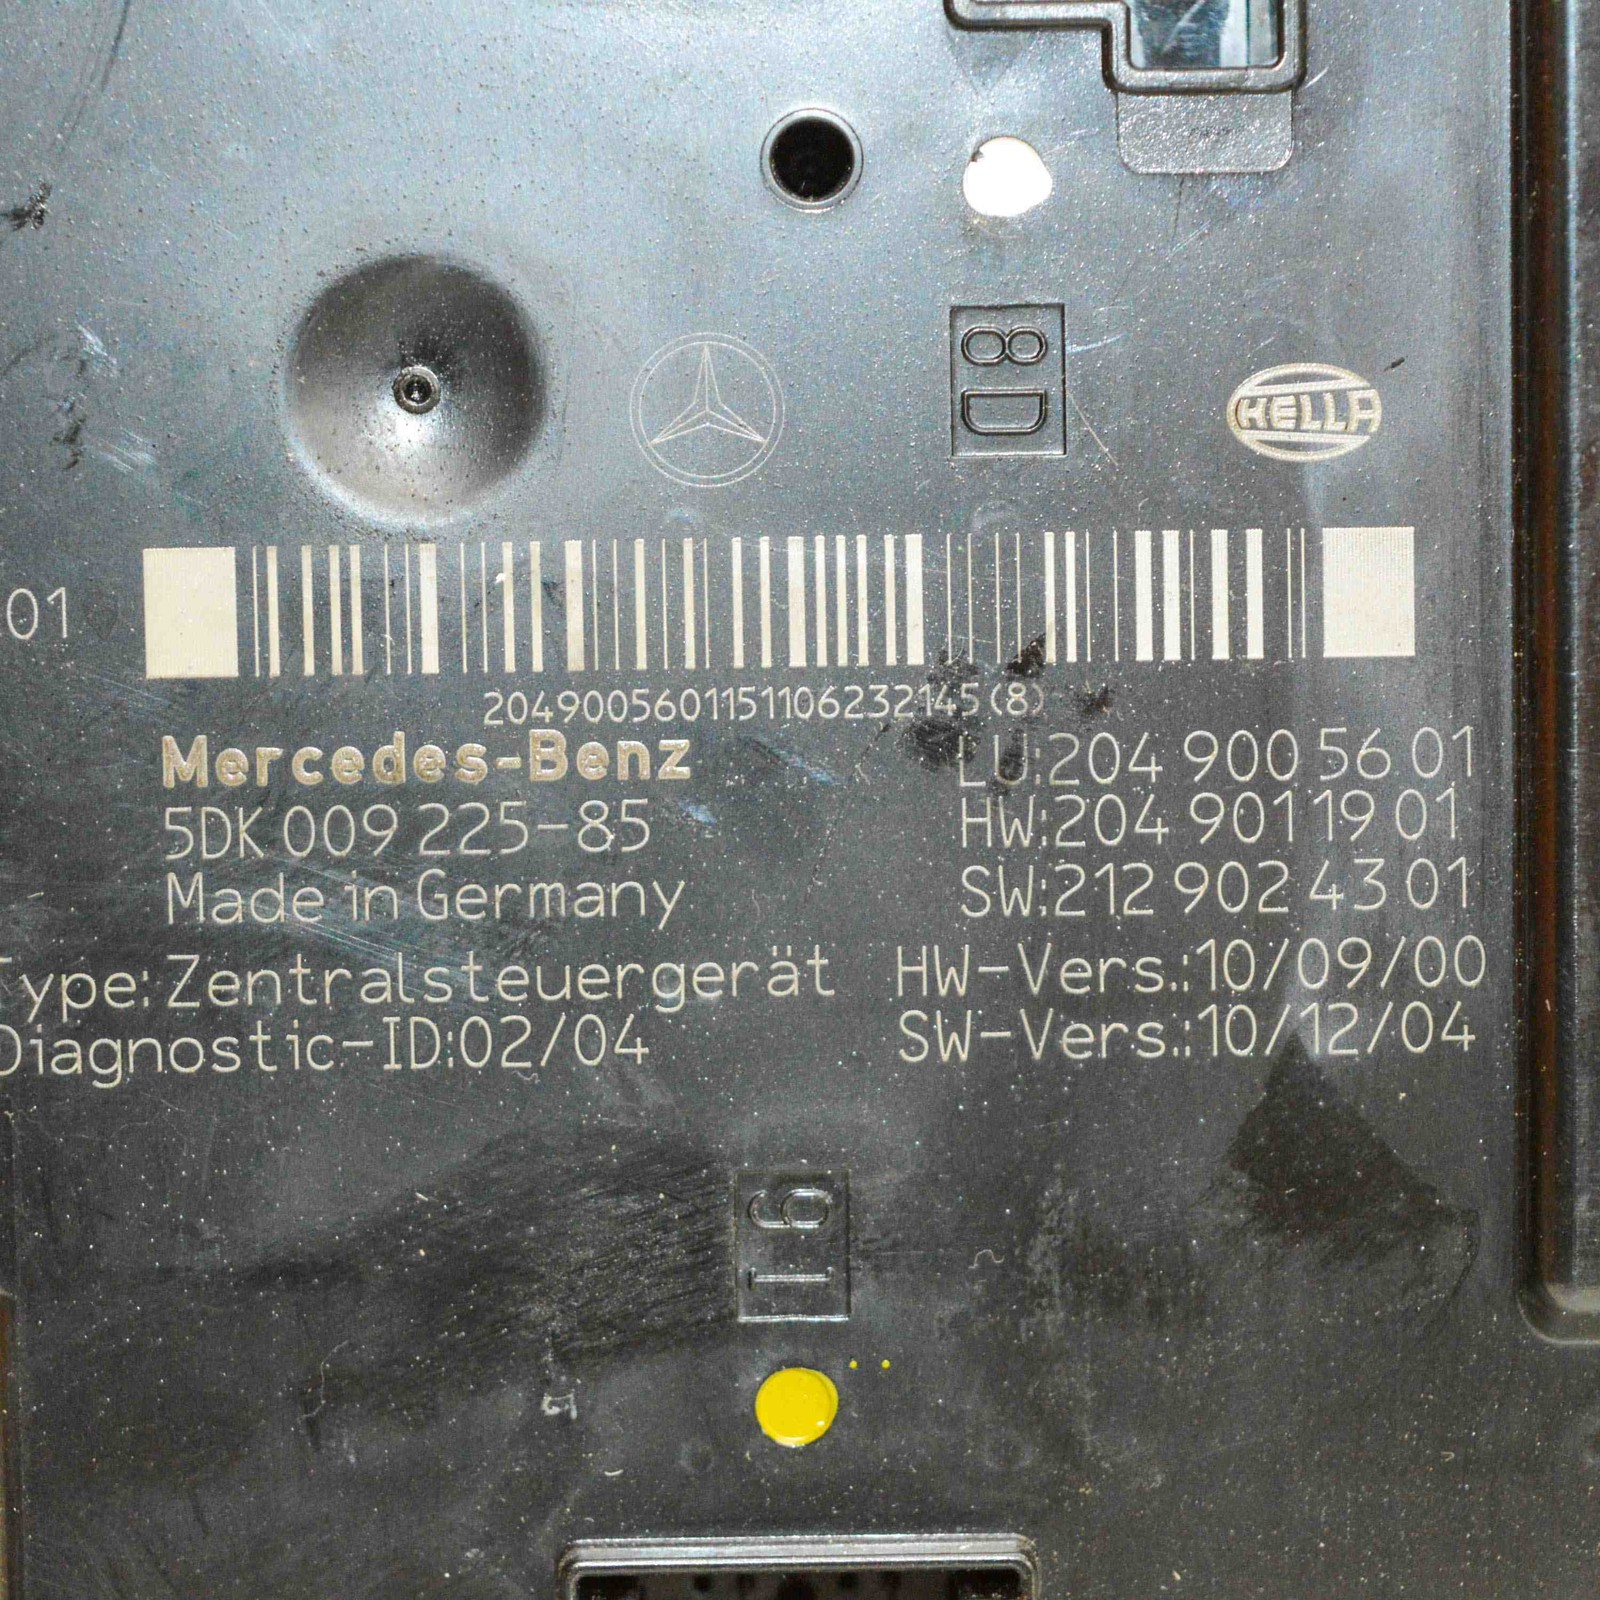 8D
HELLA
01
2049005601151106232145(8)
Mercedes-Benz
LU:204 900 56 01
5DK 009 225-85
HW:204 901 19 01
Made in Germany
SW:212 902 43 01
Type: Zentralsteuergerät
HW-Vers.:10/09/00
Diagnostic-ID:02/04
SW-Vers.:10/12/04